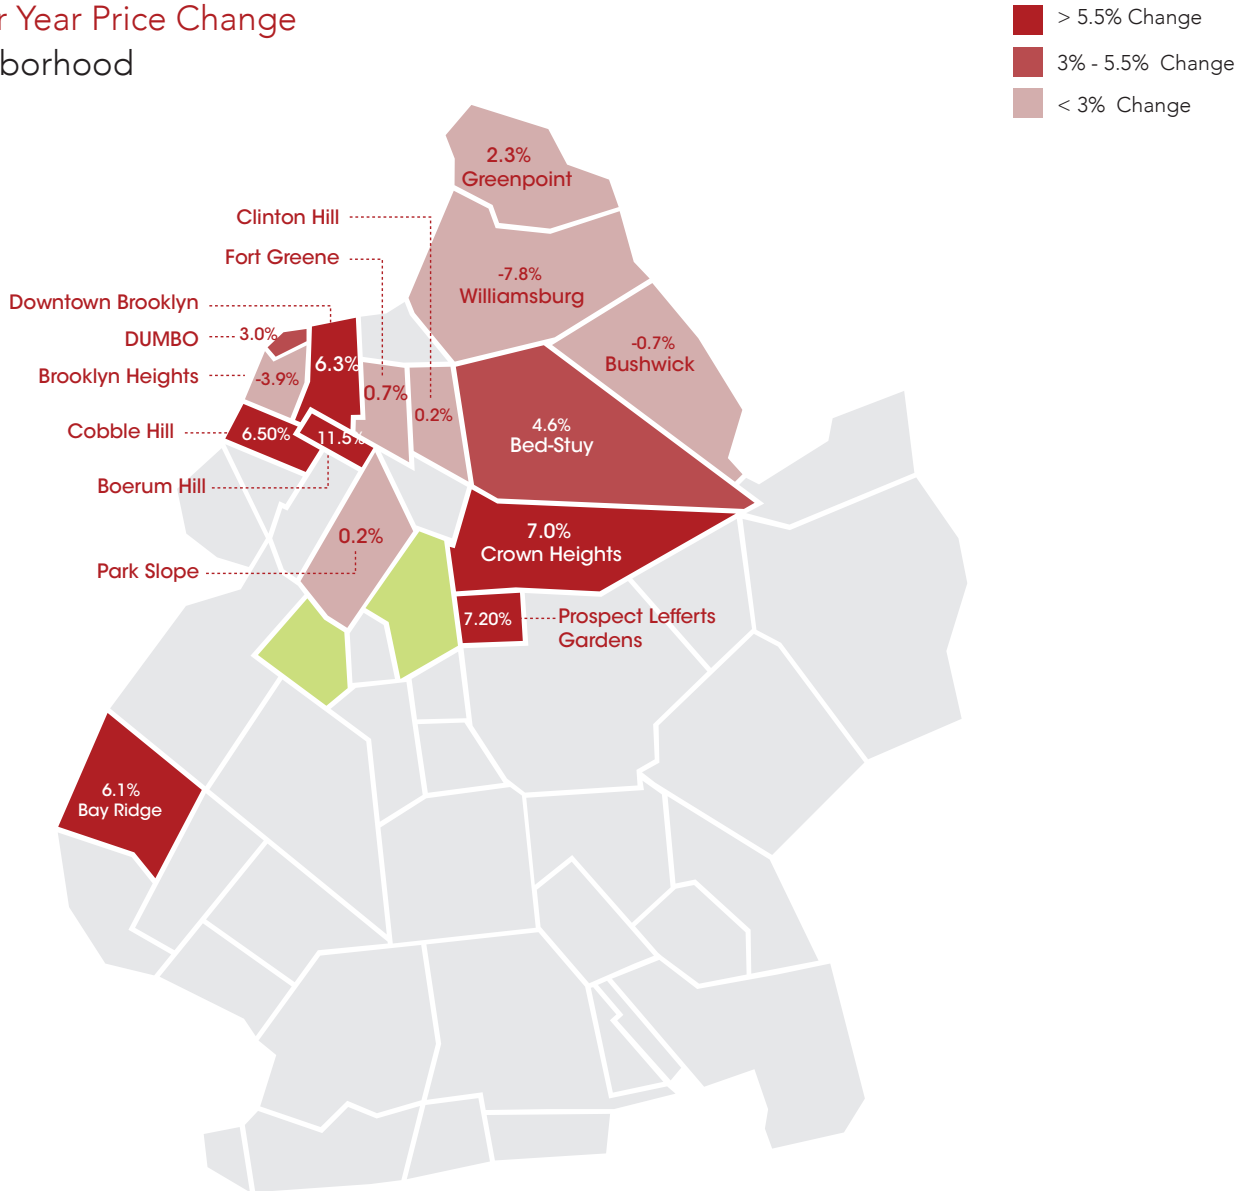 r Year Price Change
borhood
> 5.5% Change
3% - 5.5% Change
< 3% Change
2.3%
Greenpoint
Clinton Hill
Fort Greene
-7.8%
Williamsburg
Downtown Brooklyn
DUMBO
3.0%
-0.7%
Bushwick
6.3%
Brooklyn Heights
-3.9%
0.7%
0.2%
Cobble Hill
6.50%
11.5%
4.6%
Bed-Stuy
Boerum Hill
0.2%
7.0%
Crown Heights
Park Slope
7.20%
Prospect Lefferts
Gardens
6.1%
Bay Ridge